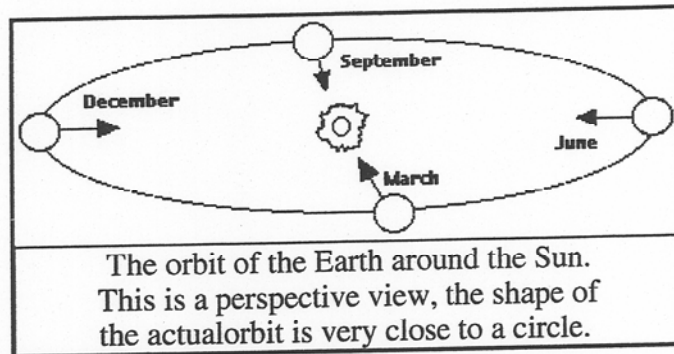 September
December
June
March
The orbit of the Earth around the Sun.
This is a perspective view, the shape of
the actualorbit is very close to a circle.